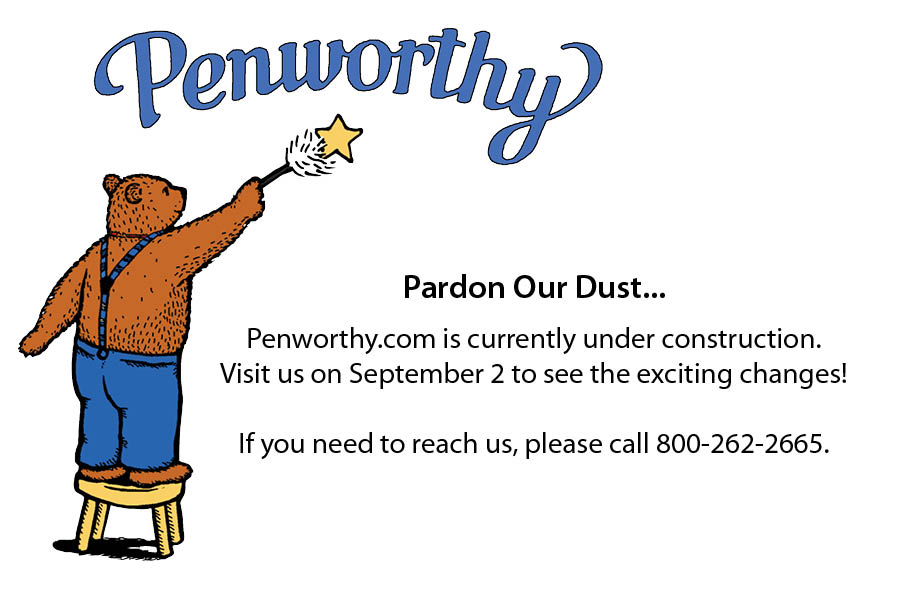 Penworthy
Pardon Our Dust...
Penworthy.com is currently under construction.
Visit us on September 2 to see the exciting changes!
If you need to reach us, please call 800-262-2665.